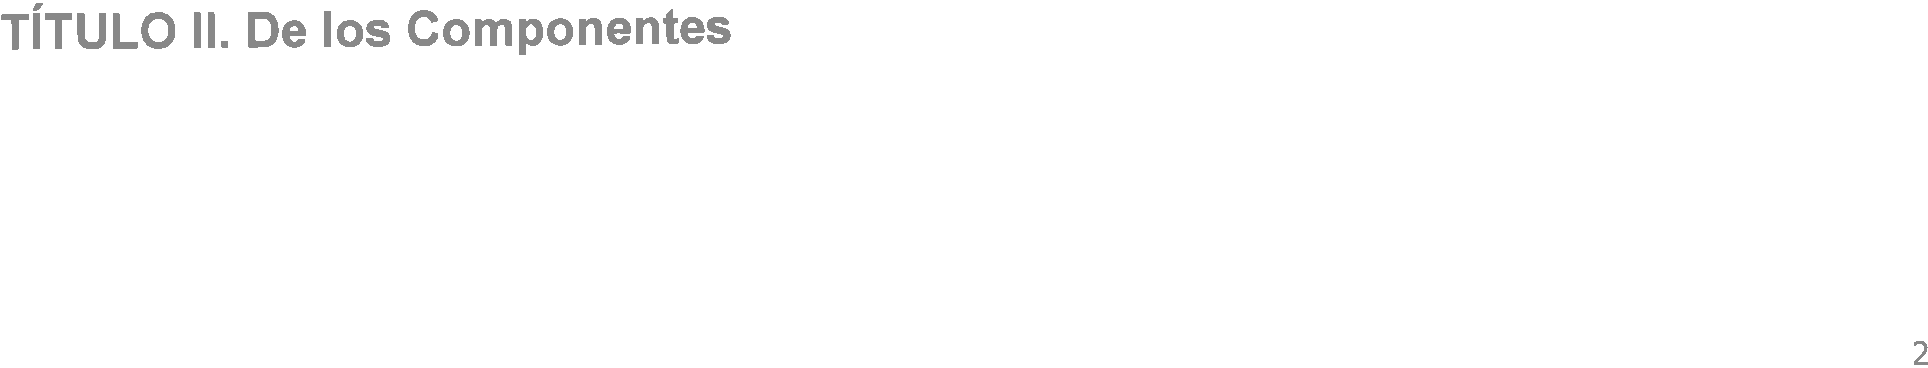 TÍTULO II. De los Componentes
2